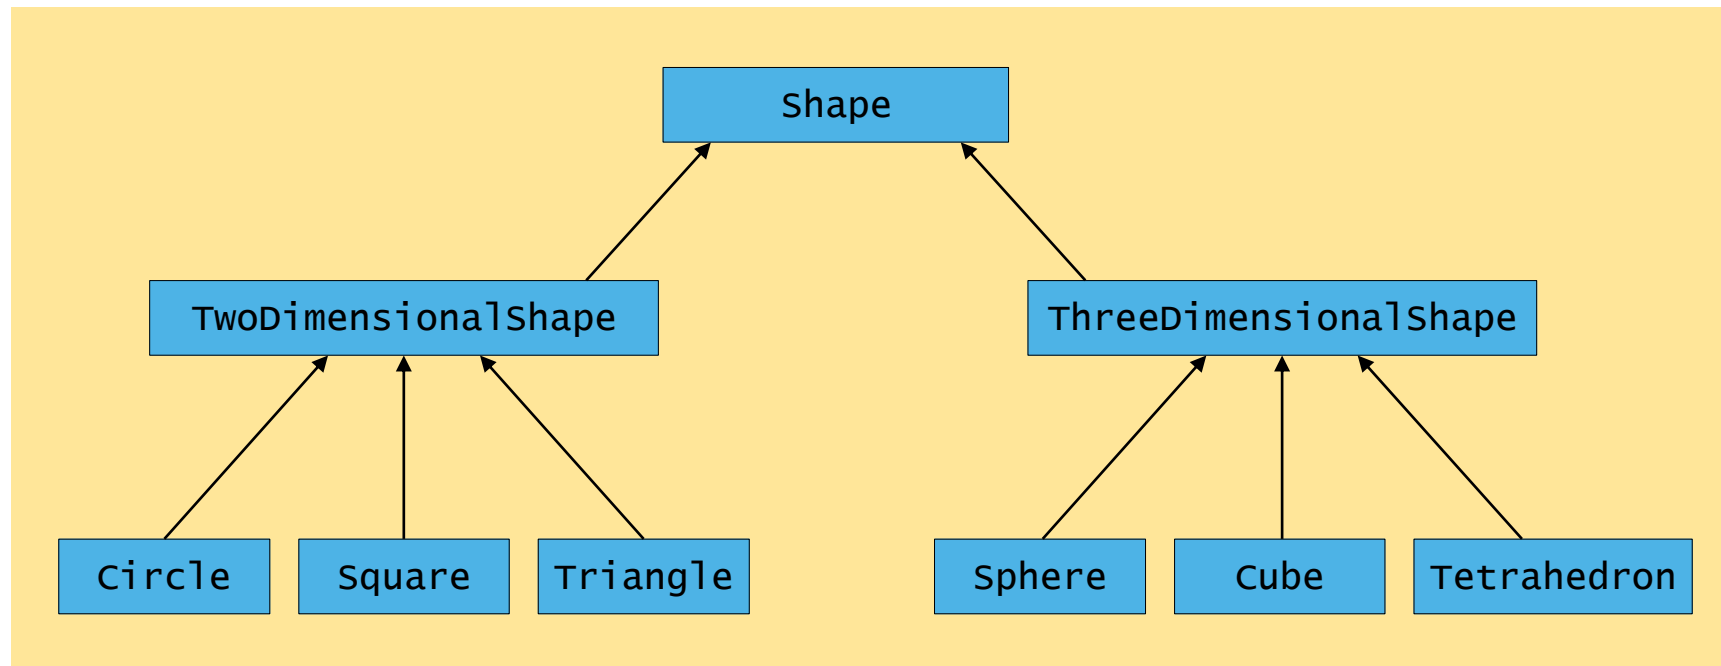 Shape
TwoDimensionalShape
ThreeDimensionalShape
Circle
Square
Triangle
Sphere
Cube
Tetrahedron